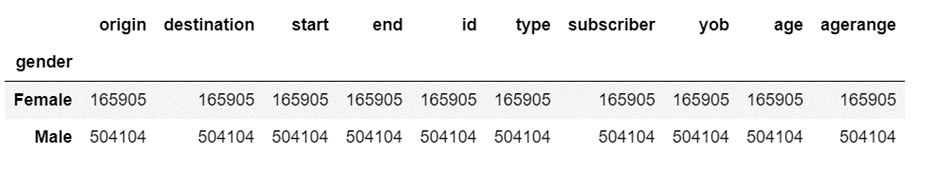 origin destination start end id type subscriber yob age agerange
gender
Female 165905 165905 165905 165905 165905 165905 165905 165905 165905 165905
Male 504104 504104 504104 504104 504104 504104 504104 504104 504104 504104